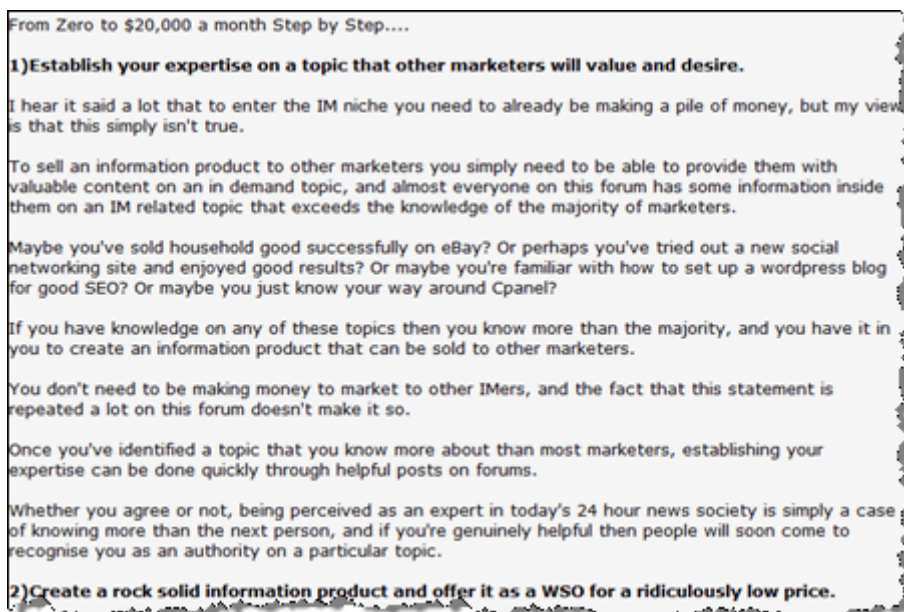 From Zero to $20,000 a month Step by Step....
1)Establish your expertise on a topic that other marketers will value and desire.
I hear it said a lot that to enter the IM niche you need to already be making a pile of money, but my view
is that this simply isn't true.
To sell an information product to other marketers you simply need to be able to provide them with
valuable content on an in demand topic, and almost everyone on this forum has some information inside
them on an IM related topic that exceeds the knowledge of the majority of marketers.
Maybe you've sold household good successfully on eBay? Or perhaps you've tried out a new social
networking site and enjoyed good results? Or maybe you're familiar with how to set up a wordpress blog
for good SEO? Or maybe you just know your way around Cpanel?
If you have knowledge on any of these topics then you know more than the majority, and you have it in
you to create an information product that can be sold to other marketers.
You don't need to be making money to market to other IMers, and the fact that this statement is
repeated a lot on this forum doesn't make it so.
Once you've identified a topic that you know more about than most marketers, establishing your
expertise can be done quickly through helpful posts on forums.
Whether you agree or not, being perceived as an expert in today's 24 hour news society is simply a case
of knowing more than the next person, and if you're genuinely helpful then people will soon come to
recognise you as an authority on a particular topic.
2)Create a rock solid information product and offer it as a WSO for a ridiculously low price.